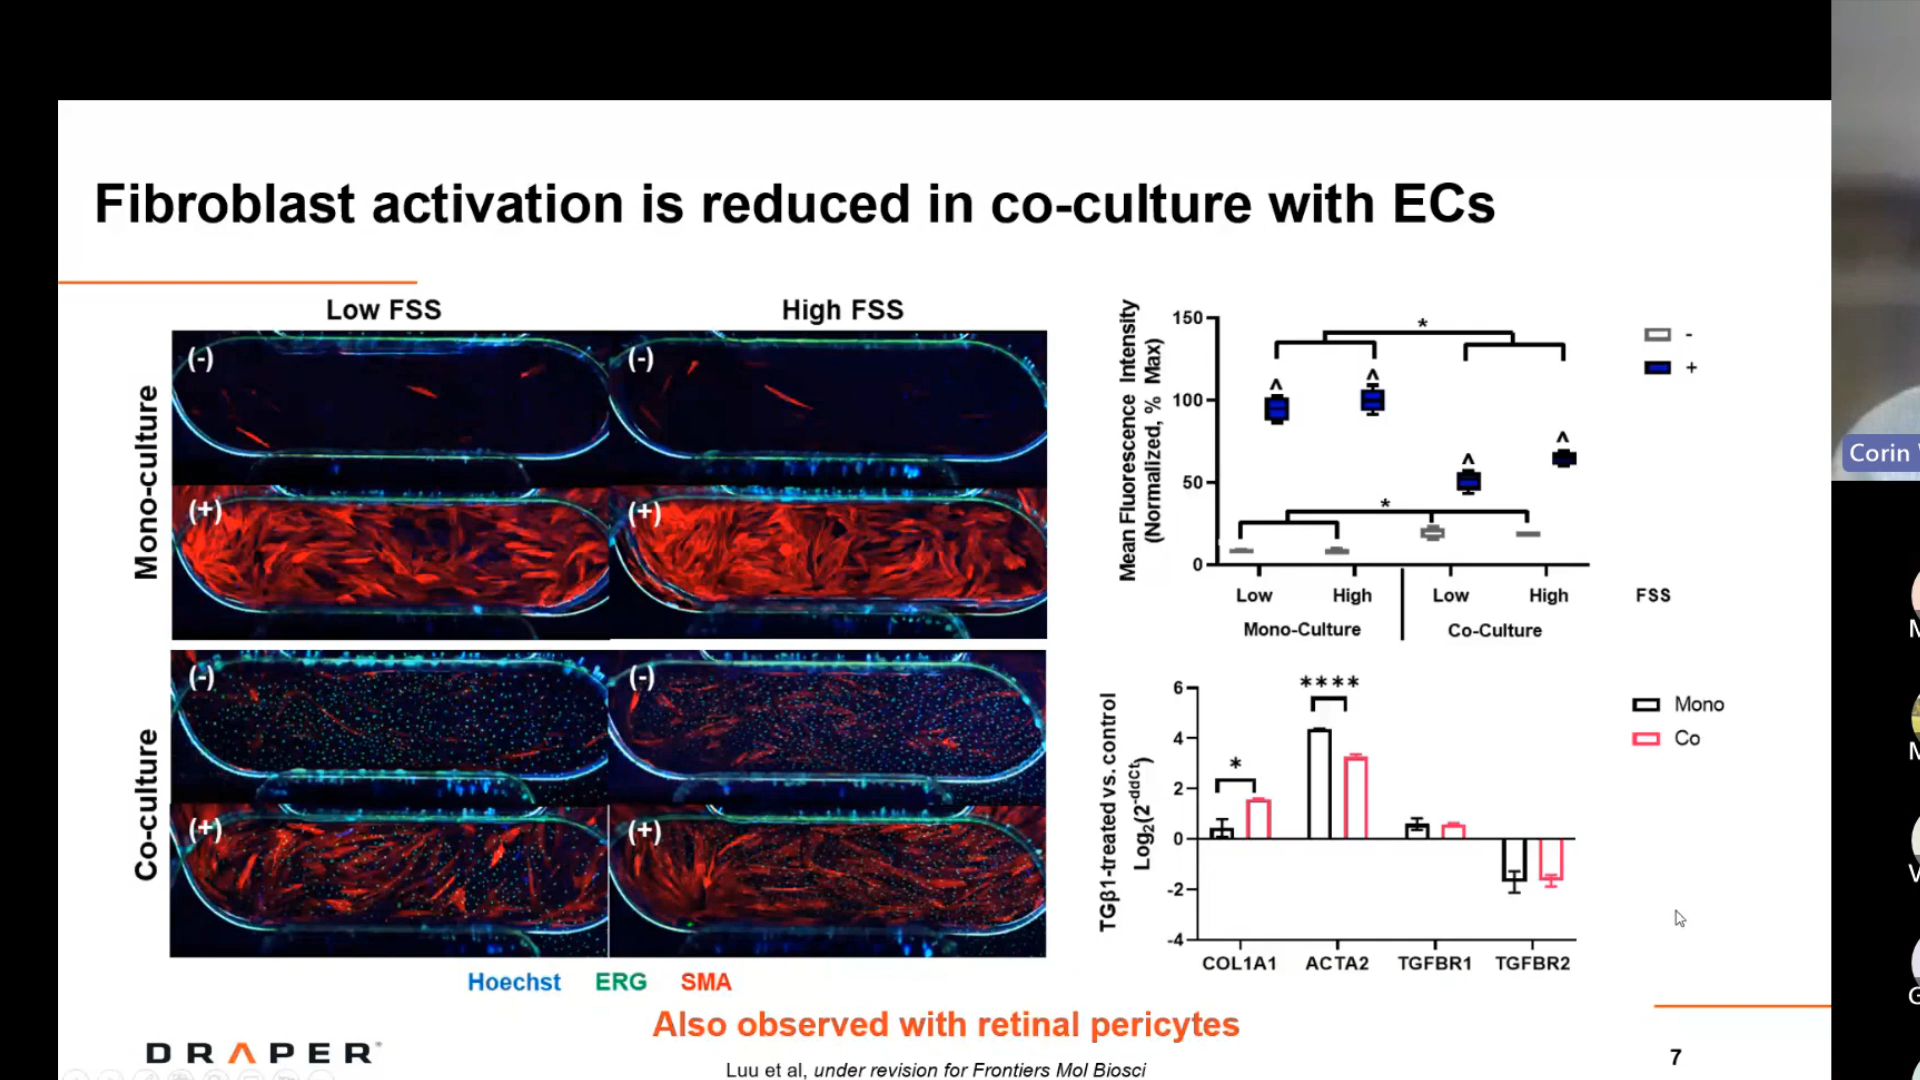 Fibroblast activation is reduced in co-culture with ECs
Low FSS
High FSS
Mono-culture
(-)
(-)
(+)
(+)
Co-culture
(-)
(-)
(+)
(+)
Hoechst ERG SMA
Mean Fluorescence Intensity
(Normalized, % Max)
150
100
50
0
*
^
^
^
^
*
-
+
Low High Low High FSS
Mono-Culture Co-Culture
TGβ1-treated vs. control
Log₂(2^-ddct)
6
4
2
0
-2
-4
*
****
Mono
Co
COL1A1 ACTA2 TGFBR1 TGFBR2
Also observed with retinal pericytes
DRAPER®
Luu et al, under revision for Frontiers Mol Biosci
7
Corin